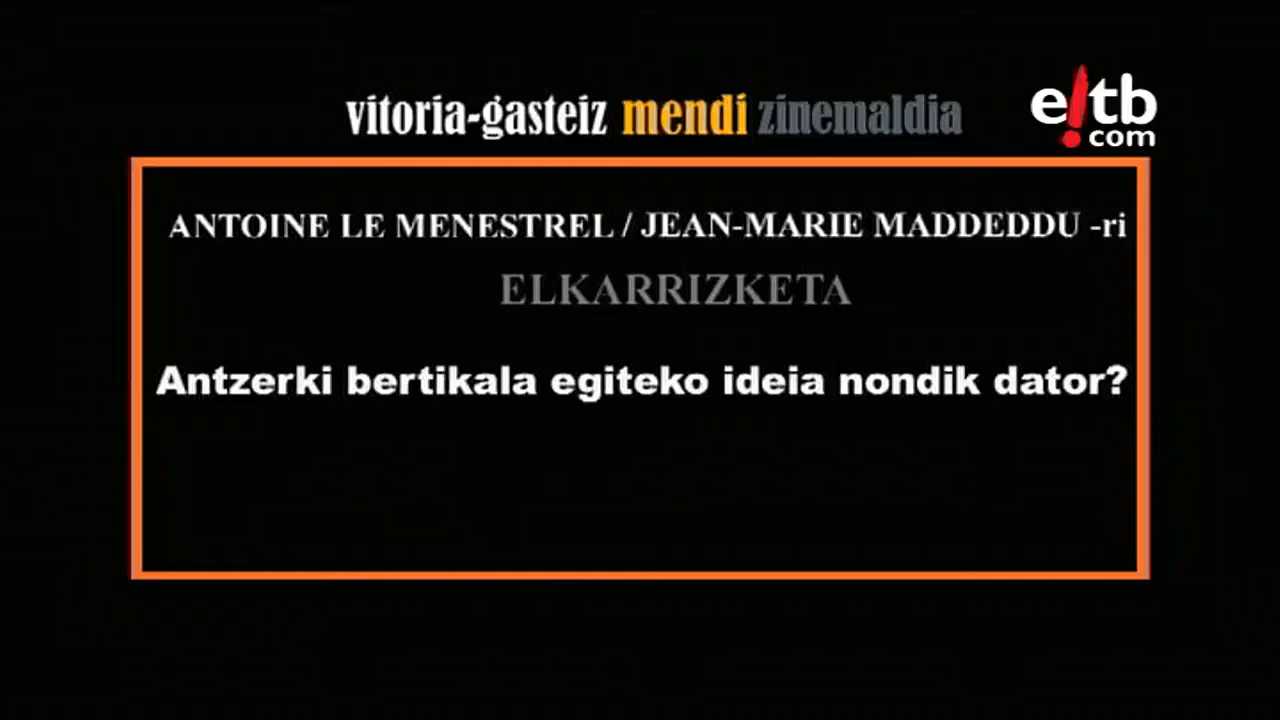 vitoria-gasteiz mendi zinemaldia
eitb
.com
ANTOINE LE MENESTREL / JEAN-MARIE MADDEDDU -ri
ELKARRIZKETA
Antzerki bertikala egiteko ideia nondik dator?